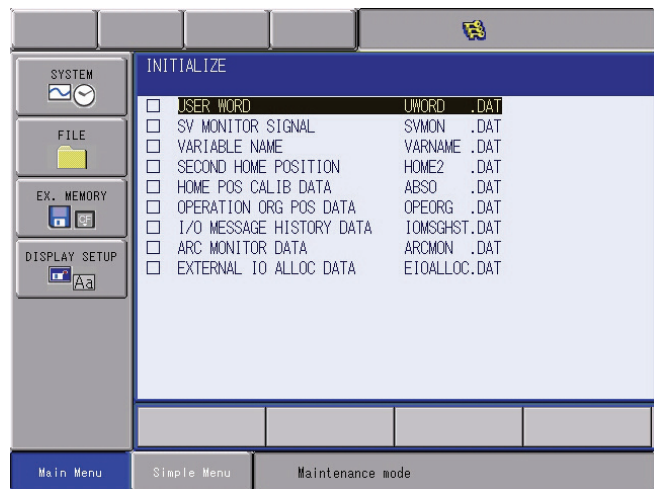 SYSTEM
FILE
EX. MEMORY
CF
DISPLAY SETUP
Aa
INITIALIZE
USER WORD UWORD .DAT
SV MONITOR SIGNAL SVMON .DAT
VARIABLE NAME VARNAME .DAT
SECOND HOME POSITION HOME2 .DAT
HOME POS CALIB DATA ABSO .DAT
OPERATION ORG POS DATA OPEORG .DAT
I/O MESSAGE HISTORY DATA IOMSGHST.DAT
ARC MONITOR DATA ARCMON .DAT
EXTERNAL IO ALLOC DATA EIOALLOC.DAT
Main Menu Simple Menu Maintenance mode